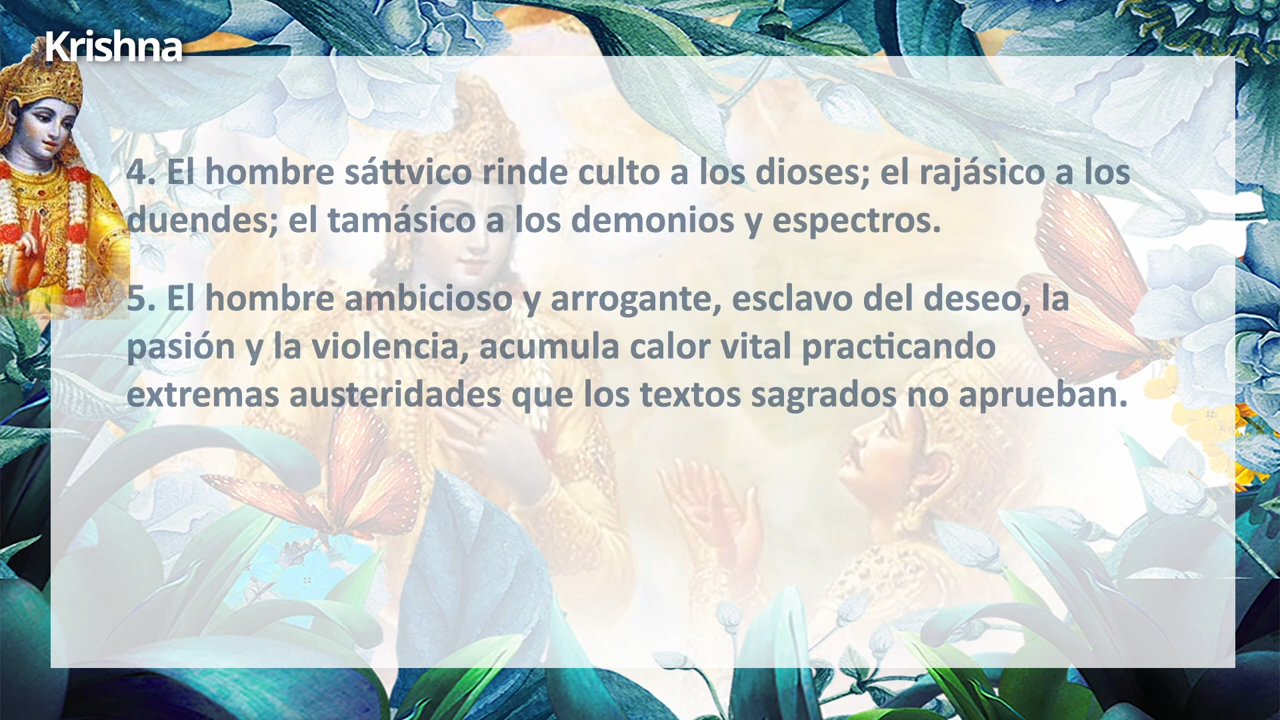 Krishna
4. El hombre sáttvico rinde culto a los dioses; el rajásico a los
duendes; el tamásico a los demonios y espectros.
5. El hombre ambicioso y arrogante, esclavo del deseo, la
pasión y la violencia, acumula calor vital practicando
extremas austeridades que los textos sagrados no aprueban.